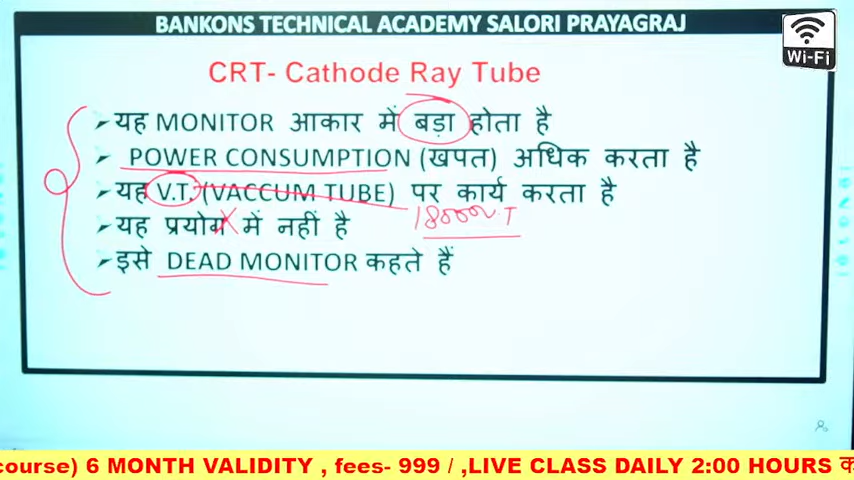 BANKONS TECHNICAL ACADEMY SALORI PRAYAGRAJ
Wi-Fi
CRT- Cathode Ray Tube
➢ यह MONITOR आकार में बड़ा होता है
➢ POWER CONSUMPTION (खपत) अधिक करता है
➢ यह V.T. (VACCUM TUBE) पर कार्य करता है
18000 V.T
➢ यह प्रयोग में नहीं है
➢ इसे DEAD MONITOR कहते हैं
course) 6 MONTH VALIDITY , fees- 999 / ,LIVE CLASS DAILY 2:00 HOURS